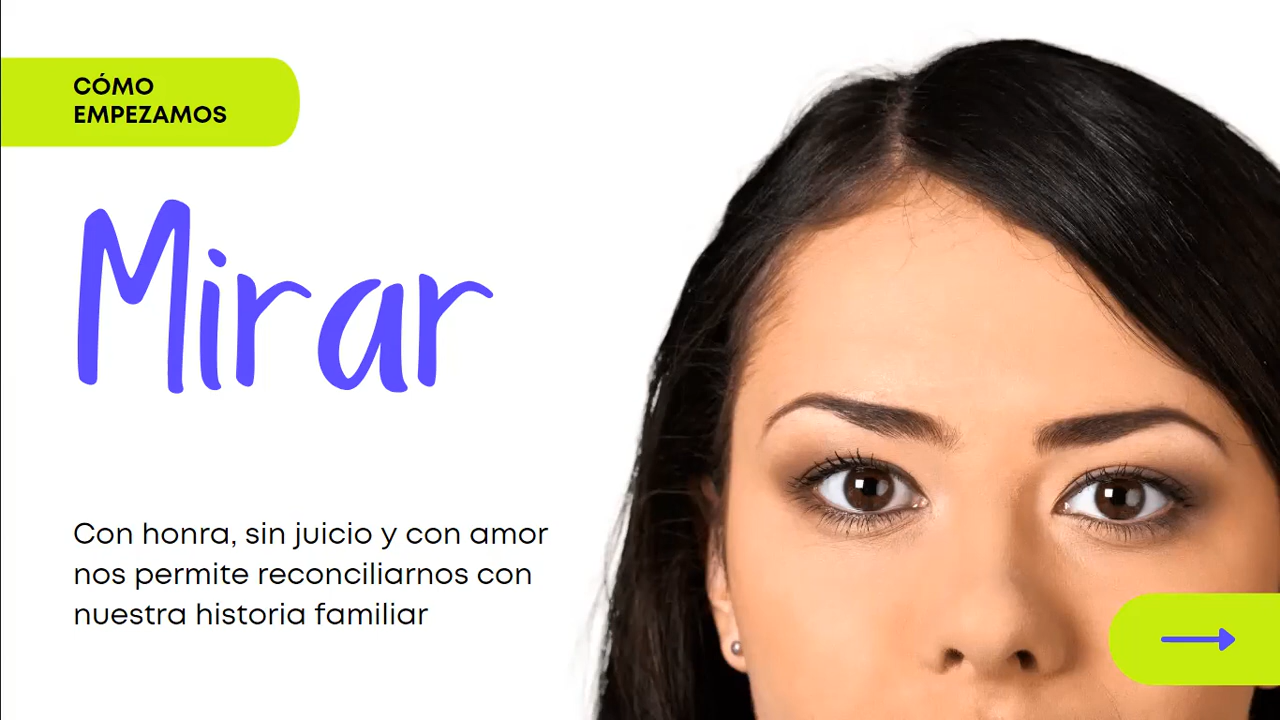 CÓMO
EMPEZAMOS
Mirar
Con honra, sin juicio y con amor
nos permite reconciliarnos con
nuestra historia familiar